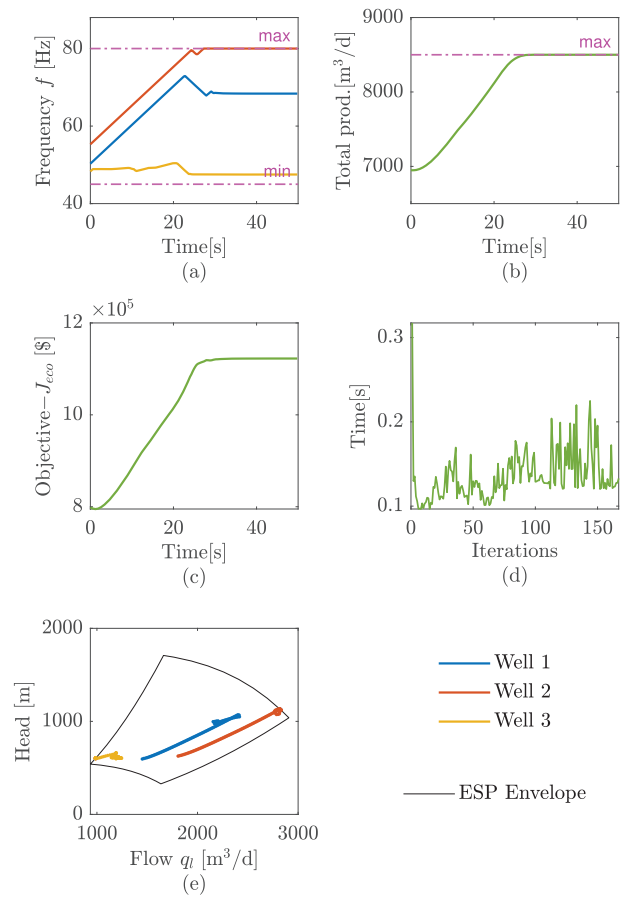 80
60
40
Frequency f [Hz]
max
min
0
20
40
Time[s]
(a)
9000
8000
7000
Total prod.[m³/d]
max
0
20
40
Time[s]
(b)
×10⁵
12
10
8
Objective−J_eco [$]
0
20
40
Time[s]
(c)
0.3
0.2
0.1
Time[s]
0
50
100
150
Iterations
(d)
2000
1000
0
Head [m]
1000
2000
3000
Flow q_l [m³/d]
(e)
Well 1
Well 2
Well 3
ESP Envelope